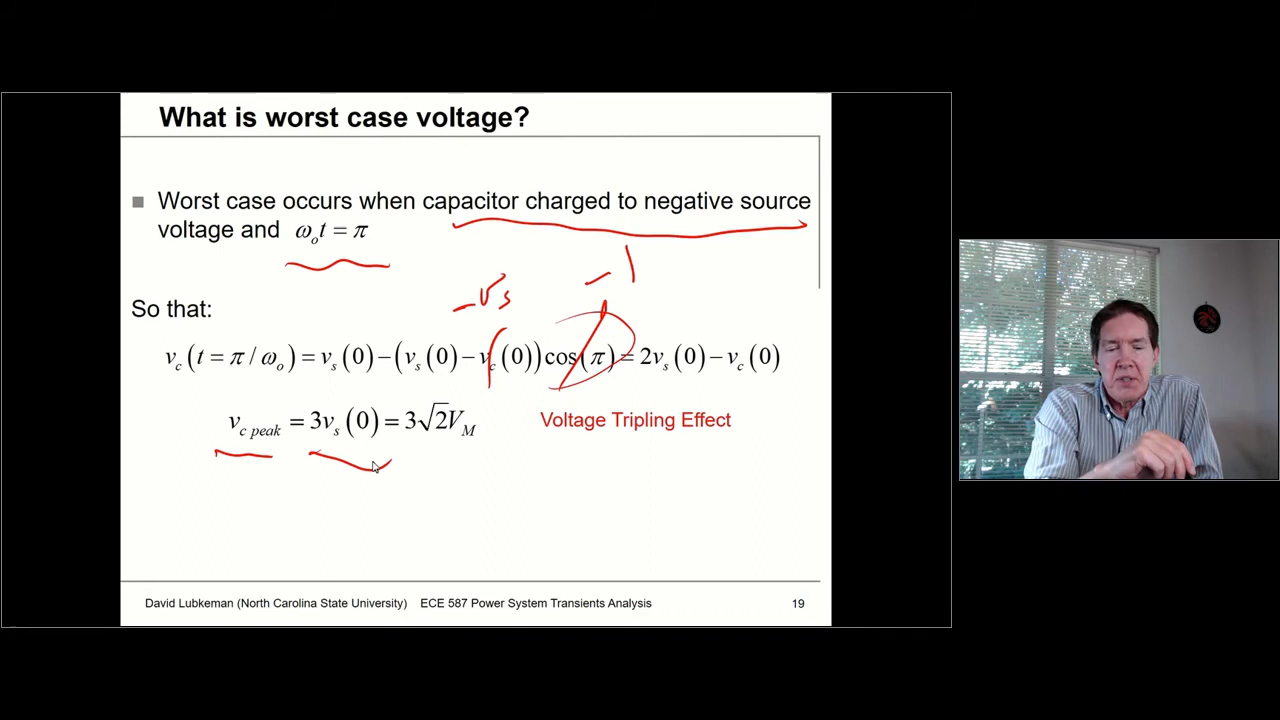 What is worst case voltage?
Worst case occurs when capacitor charged to negative source
voltage and ωₒt = π
-Vs
-1
So that:
v_c(t = π / ωₒ) = v_s(0) − (v_s(0) − v_c(0))cos(π) = 2v_s(0) − v_c(0)
v_c peak = 3v_s(0) = 3√2V_M
Voltage Tripling Effect
David Lubkeman (North Carolina State University) ECE 587 Power System Transients Analysis 19